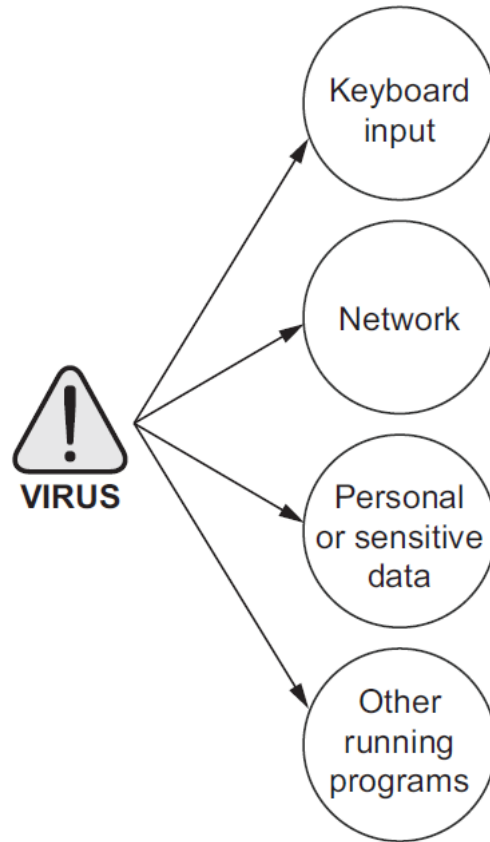 Keyboard
input
Network
VIRUS
Personal
or sensitive
data
Other
running
programs